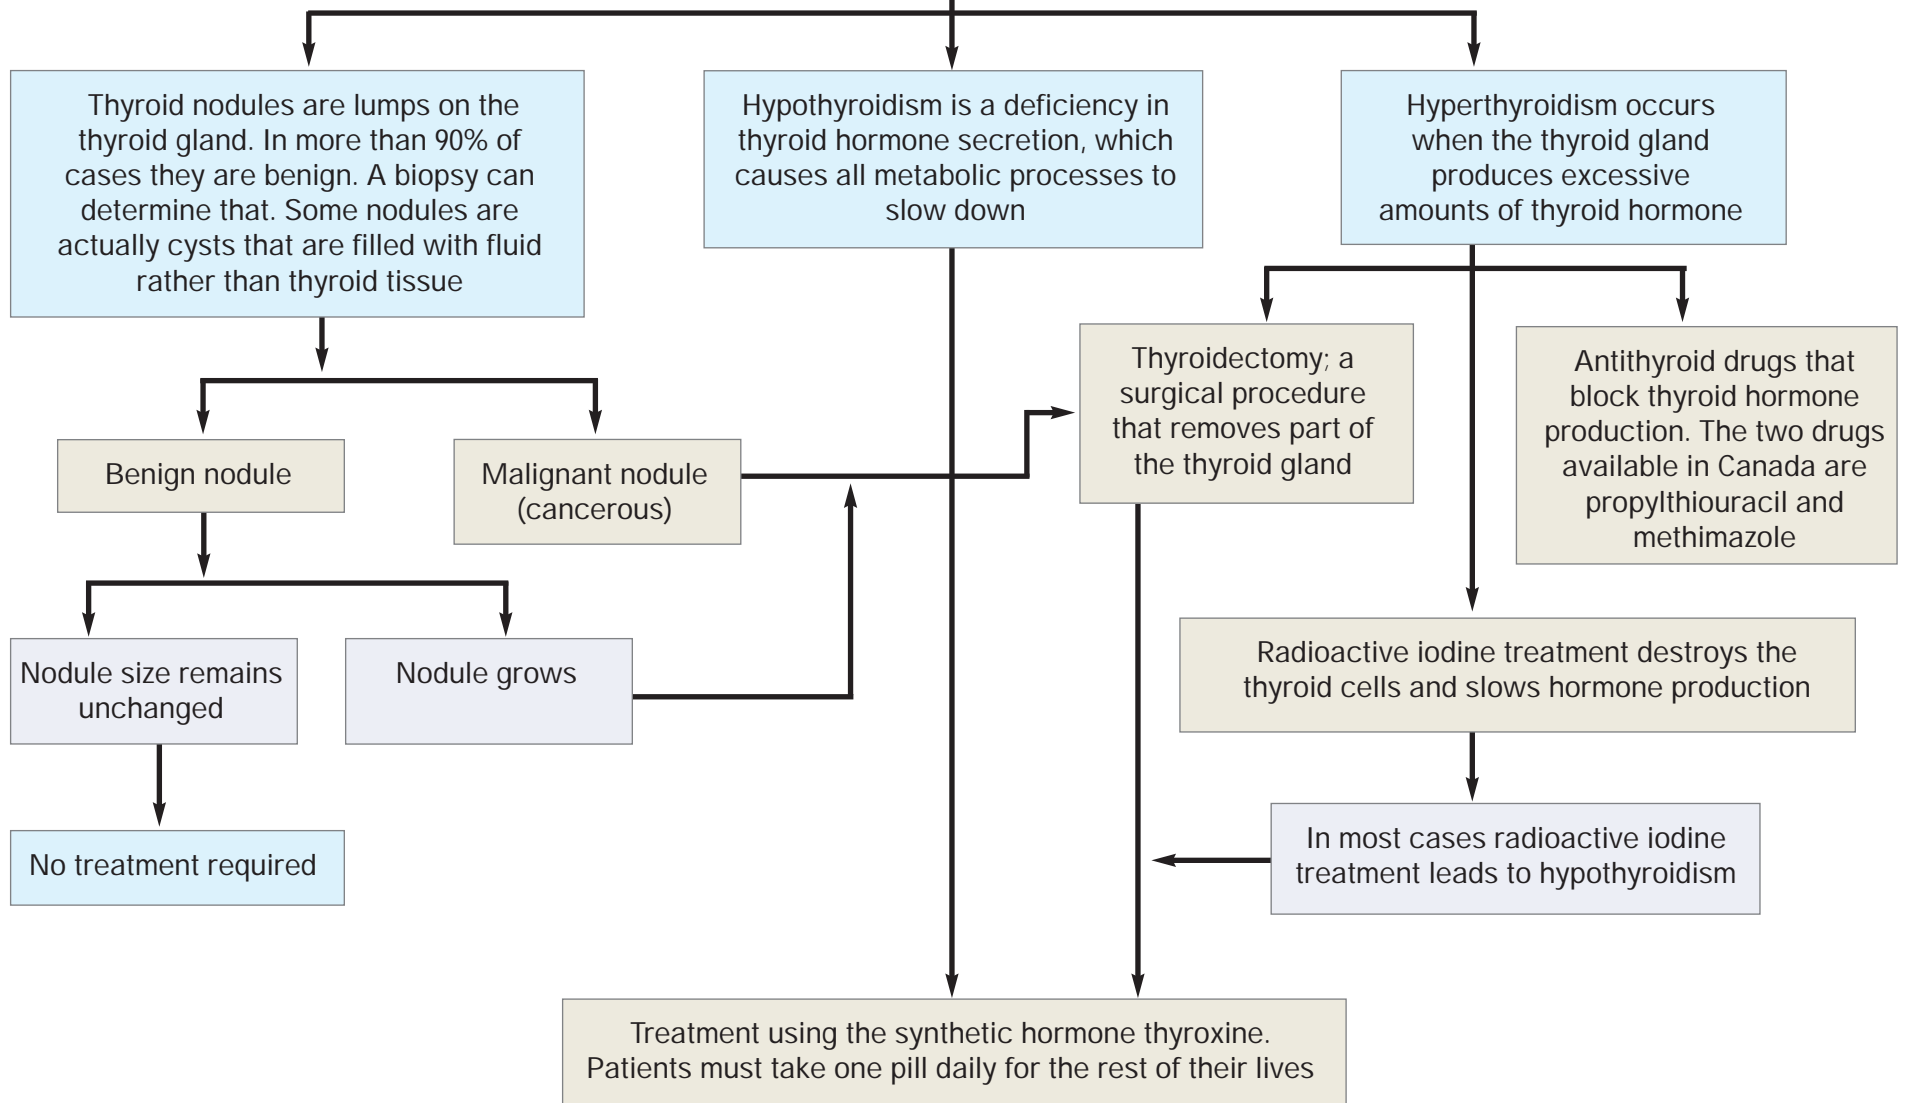 Thyroid nodules are lumps on the
thyroid gland. In more than 90% of
cases they are benign. A biopsy can
determine that. Some nodules are
actually cysts that are filled with fluid
rather than thyroid tissue
Hypothyroidism is a deficiency in
thyroid hormone secretion, which
causes all metabolic processes to
slow down
Hyperthyroidism occurs
when the thyroid gland
produces excessive
amounts of thyroid hormone
Thyroidectomy; a
surgical procedure
that removes part of
the thyroid gland
Antithyroid drugs that
block thyroid hormone
production. The two drugs
available in Canada are
propylthiouracil and
methimazole
Benign nodule
Malignant nodule
(cancerous)
Nodule size remains
unchanged
Nodule grows
Radioactive iodine treatment destroys the
thyroid cells and slows hormone production
No treatment required
In most cases radioactive iodine
treatment leads to hypothyroidism
Treatment using the synthetic hormone thyroxine.
Patients must take one pill daily for the rest of their lives